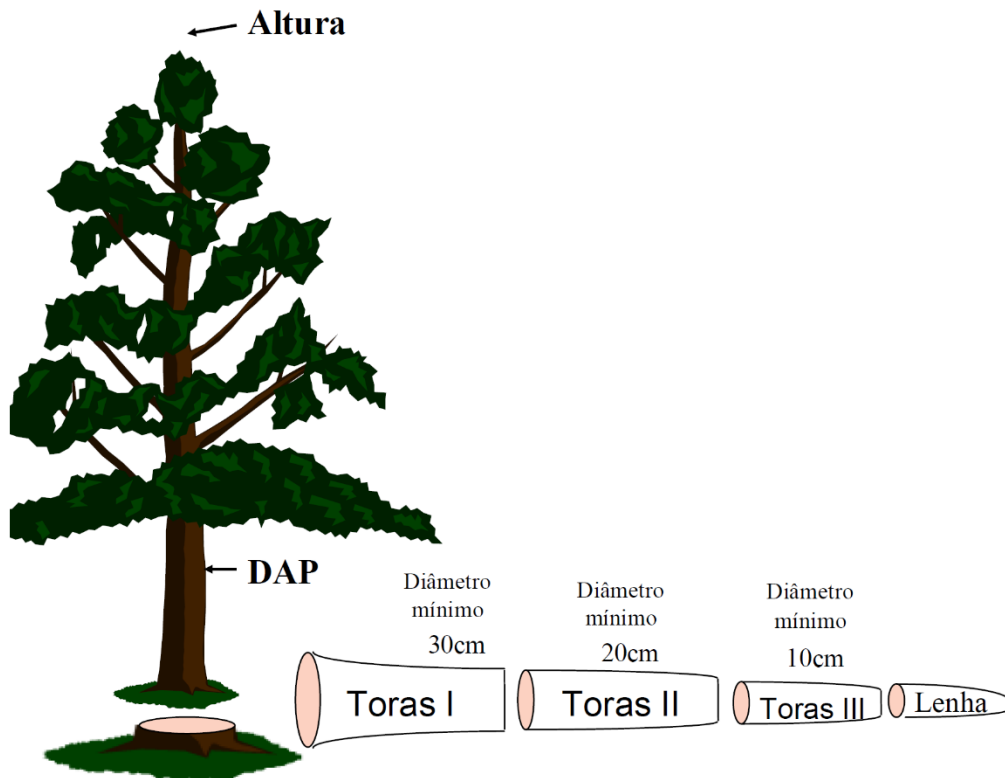 Altura
DAP
Diâmetro
mínimo
30cm
Diâmetro
mínimo
20cm
Diâmetro
mínimo
10cm
Toras I
Toras II
Toras III
Lenha